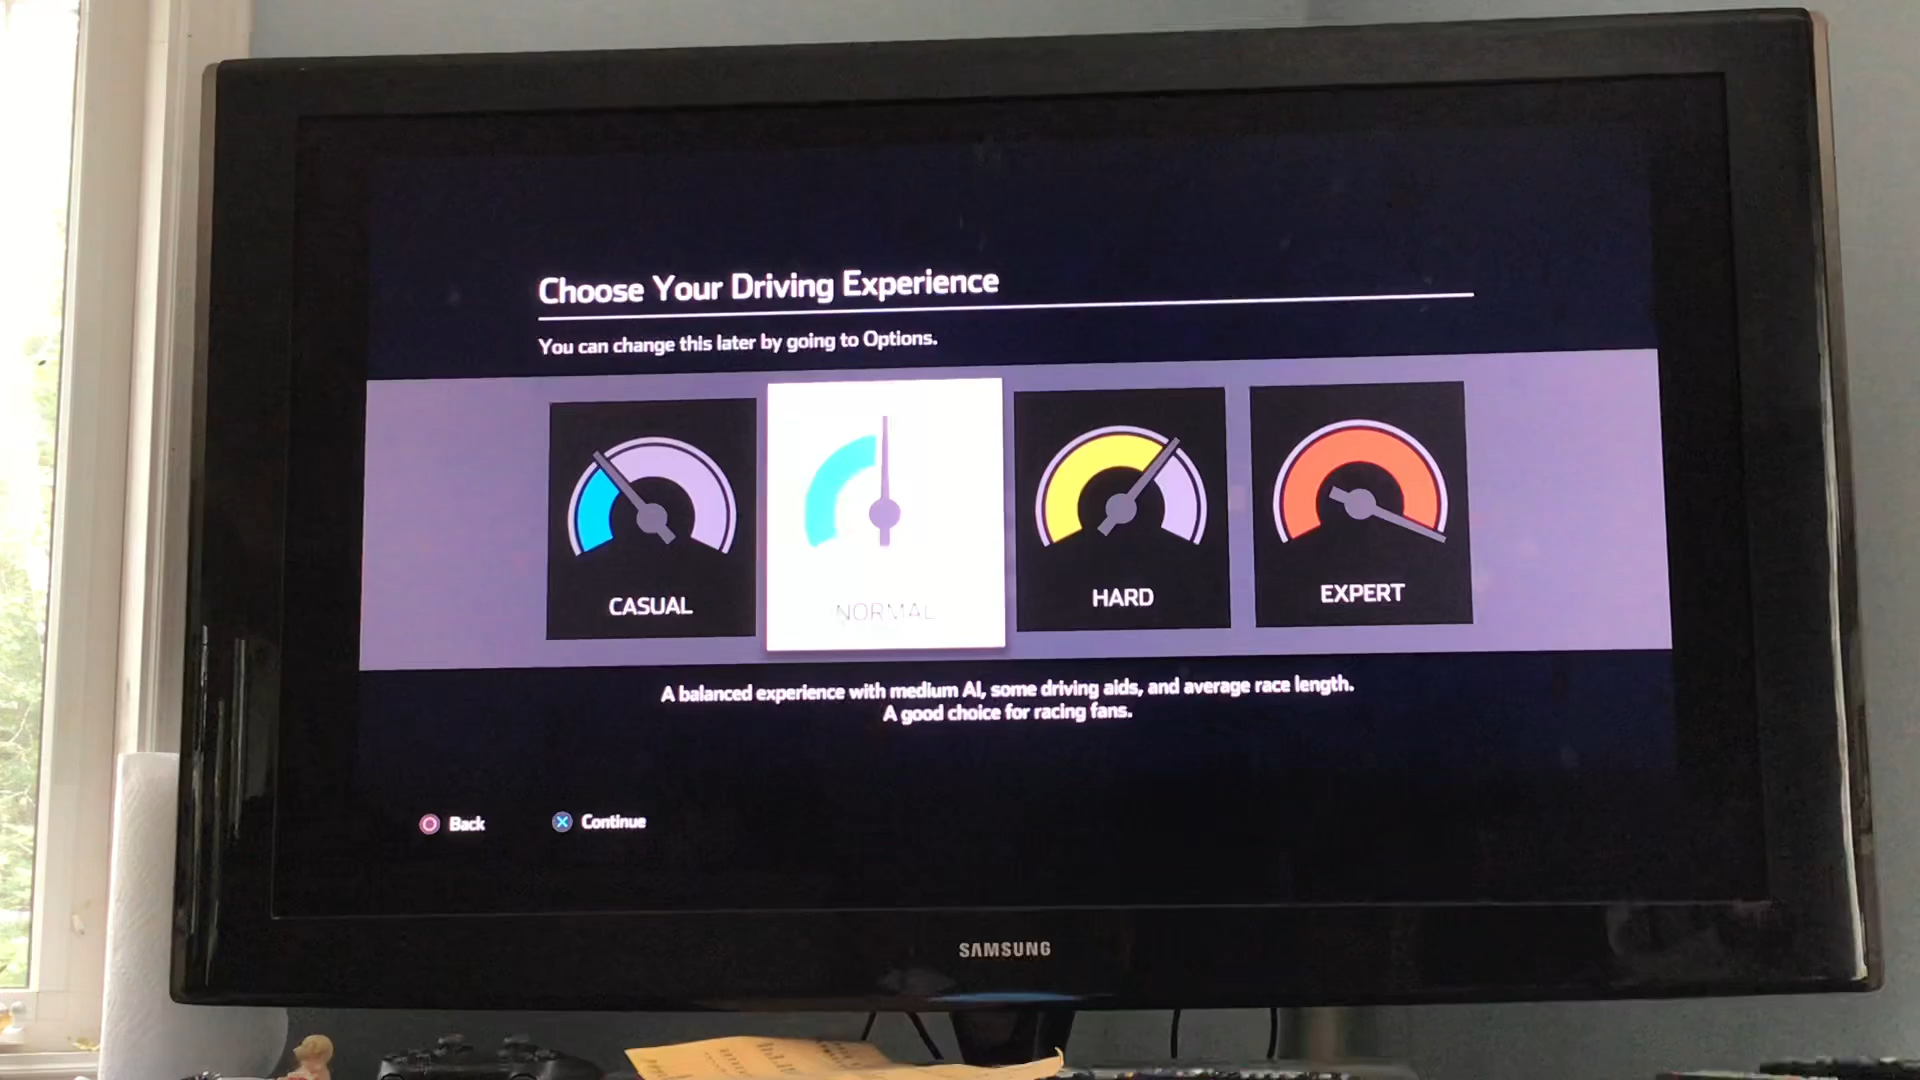 Choose Your Driving Experience
You can change this later by going to Options.
CASUAL
NORMAL
HARD
EXPERT
A balanced experience with medium AI, some driving aids, and average race length.
A good choice for racing fans.
Back
Continue
SAMSUNG